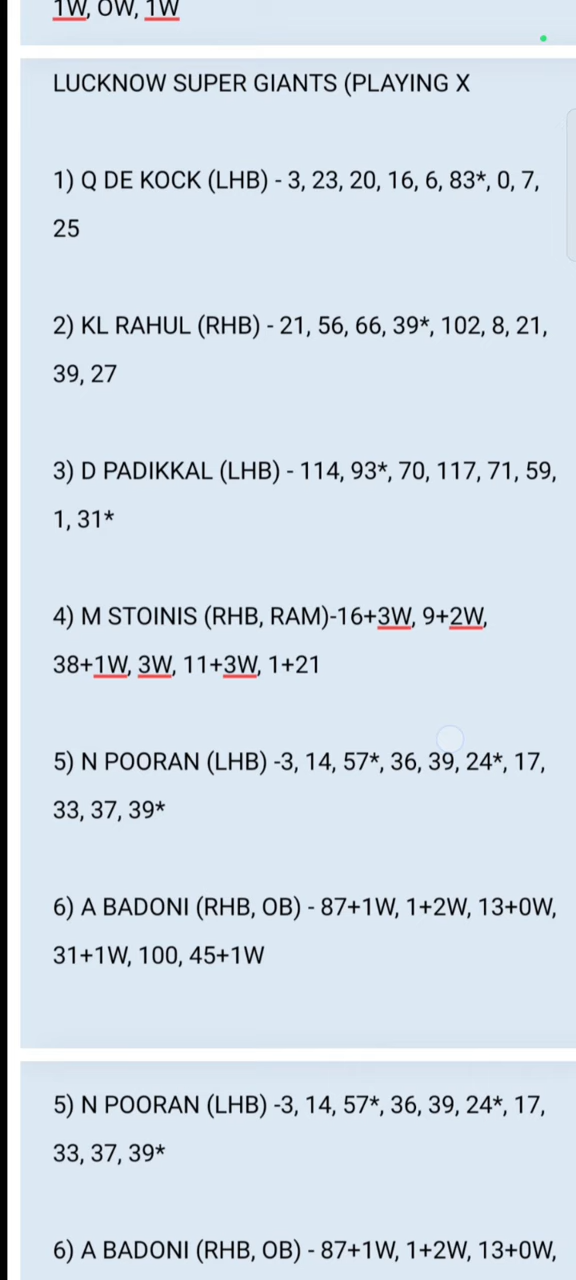 1W, 0W, 1W
LUCKNOW SUPER GIANTS (PLAYING X
1) Q DE KOCK (LHB) - 3, 23, 20, 16, 6, 83*, 0, 7,
25
2) KL RAHUL (RHB) - 21, 56, 66, 39*, 102, 8, 21,
39, 27
3) D PADIKKAL (LHB) - 114, 93*, 70, 117, 71, 59,
1, 31*
4) M STOINIS (RHB, RAM)-16+3W, 9+2W,
38+1W, 3W, 11+3W, 1+21
5) N POORAN (LHB) -3, 14, 57*, 36, 39, 24*, 17,
33, 37, 39*
6) A BADONI (RHB, OB) - 87+1W, 1+2W, 13+0W,
31+1W, 100, 45+1W
5) N POORAN (LHB) -3, 14, 57*, 36, 39, 24*, 17,
33, 37, 39*
6) A BADONI (RHB, OB) - 87+1W, 1+2W, 13+0W,